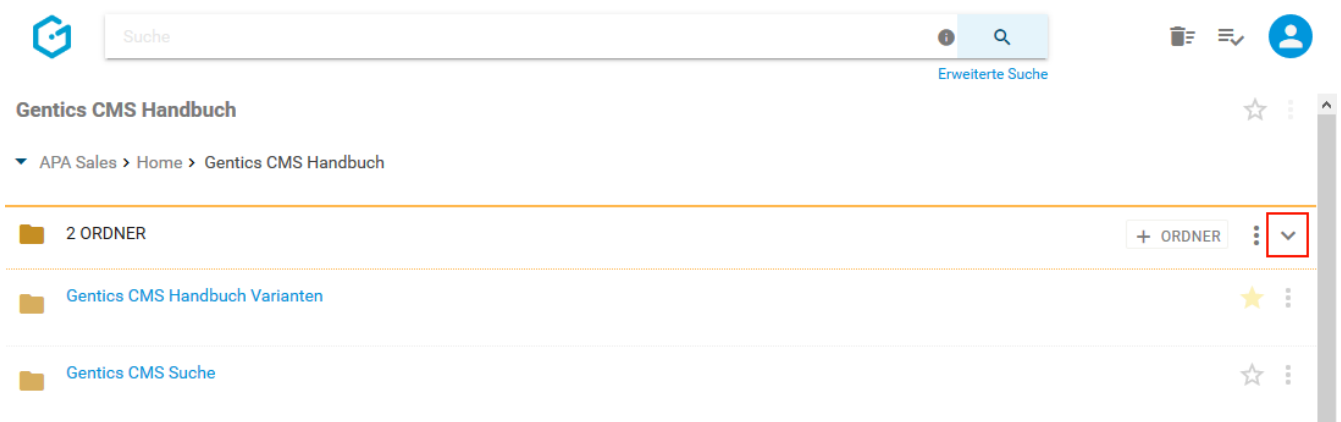 Suche
Erweiterte Suche
Gentics CMS Handbuch
APA Sales > Home > Gentics CMS Handbuch
2 ORDNER + ORDNER
Gentics CMS Handbuch Varianten
Gentics CMS Suche